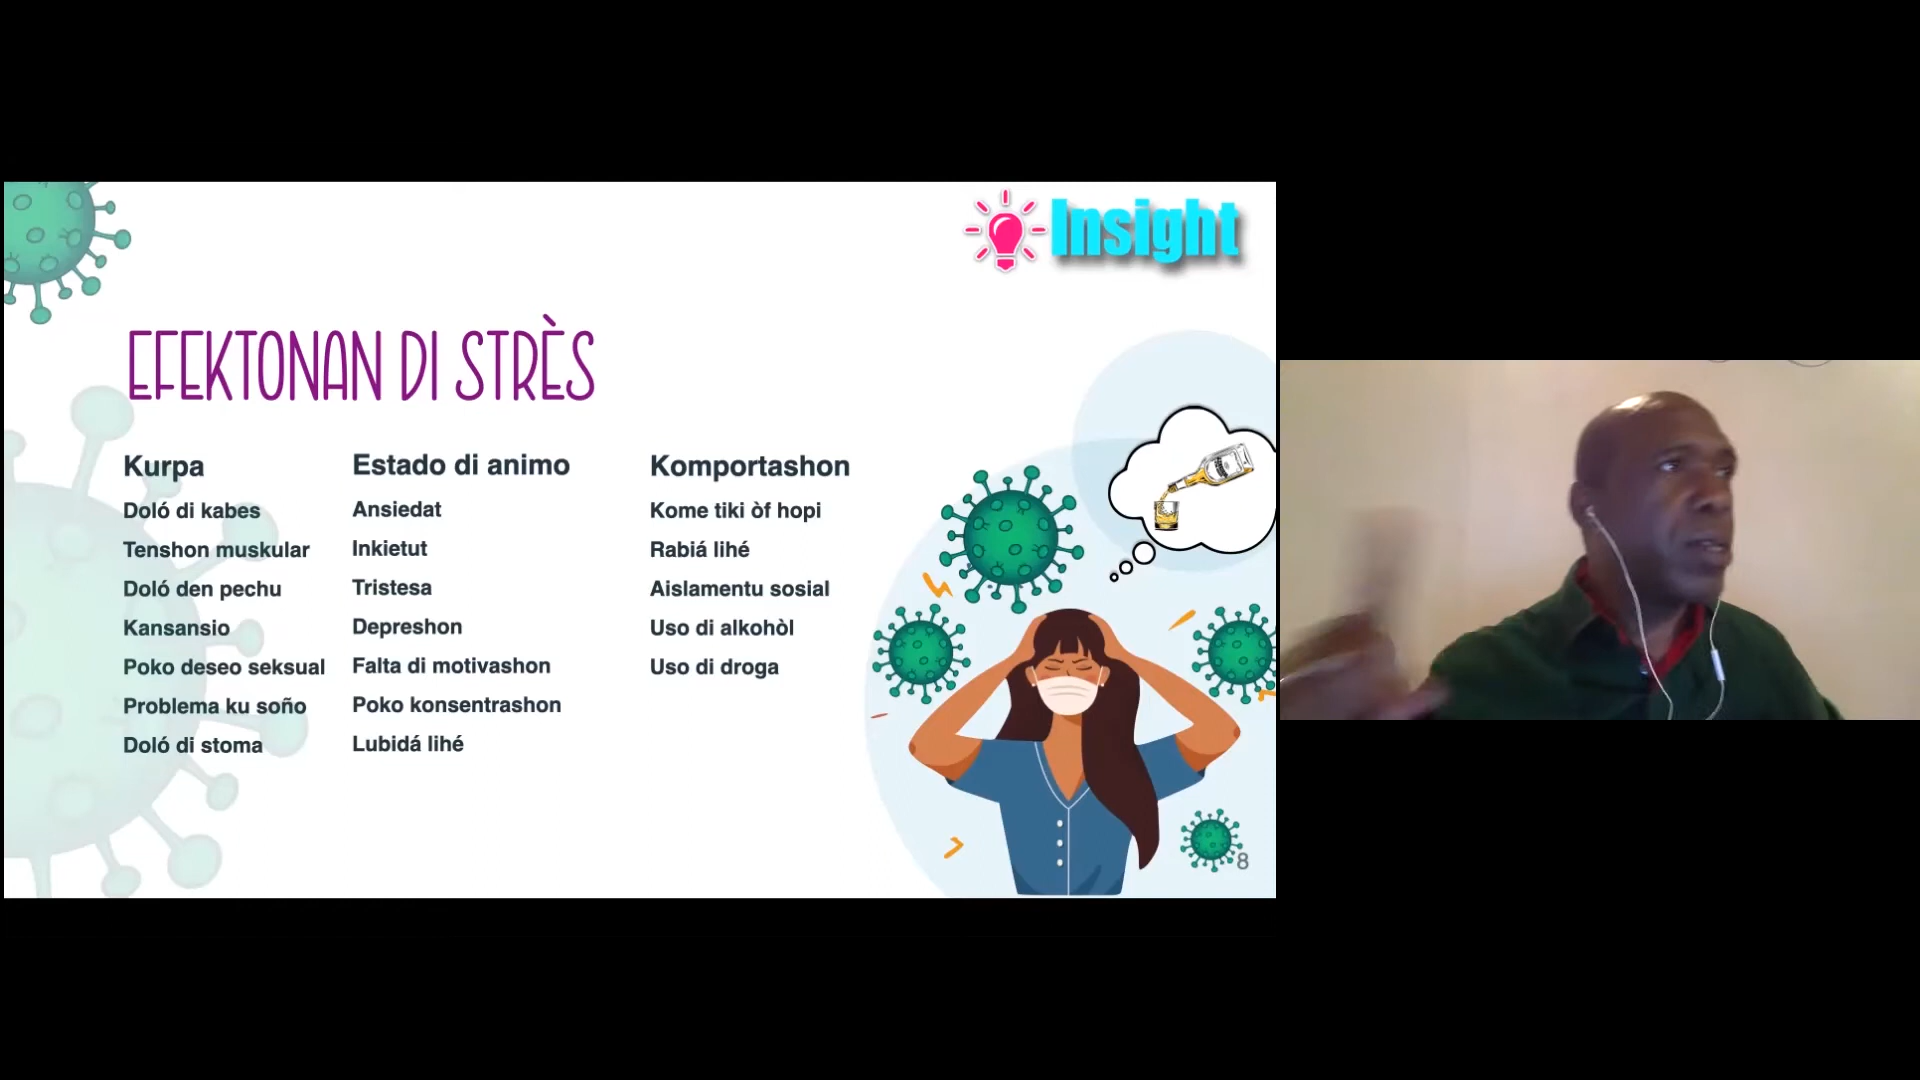 Insight
EFEKTONAN DI STRÈS
Kurpa
Doló di kabes
Tenshon muskular
Doló den pechu
Kansansio
Poko deseo seksual
Problema ku soño
Doló di stoma
Estado di animo
Ansiedat
Inkietut
Tristesa
Depreshon
Falta di motivashon
Poko konsentrashon
Lubidá lihé
Komportashon
Kome tiki òf hopi
Rabiá lihé
Aislamentu sosial
Uso di alkohòl
Uso di droga
8